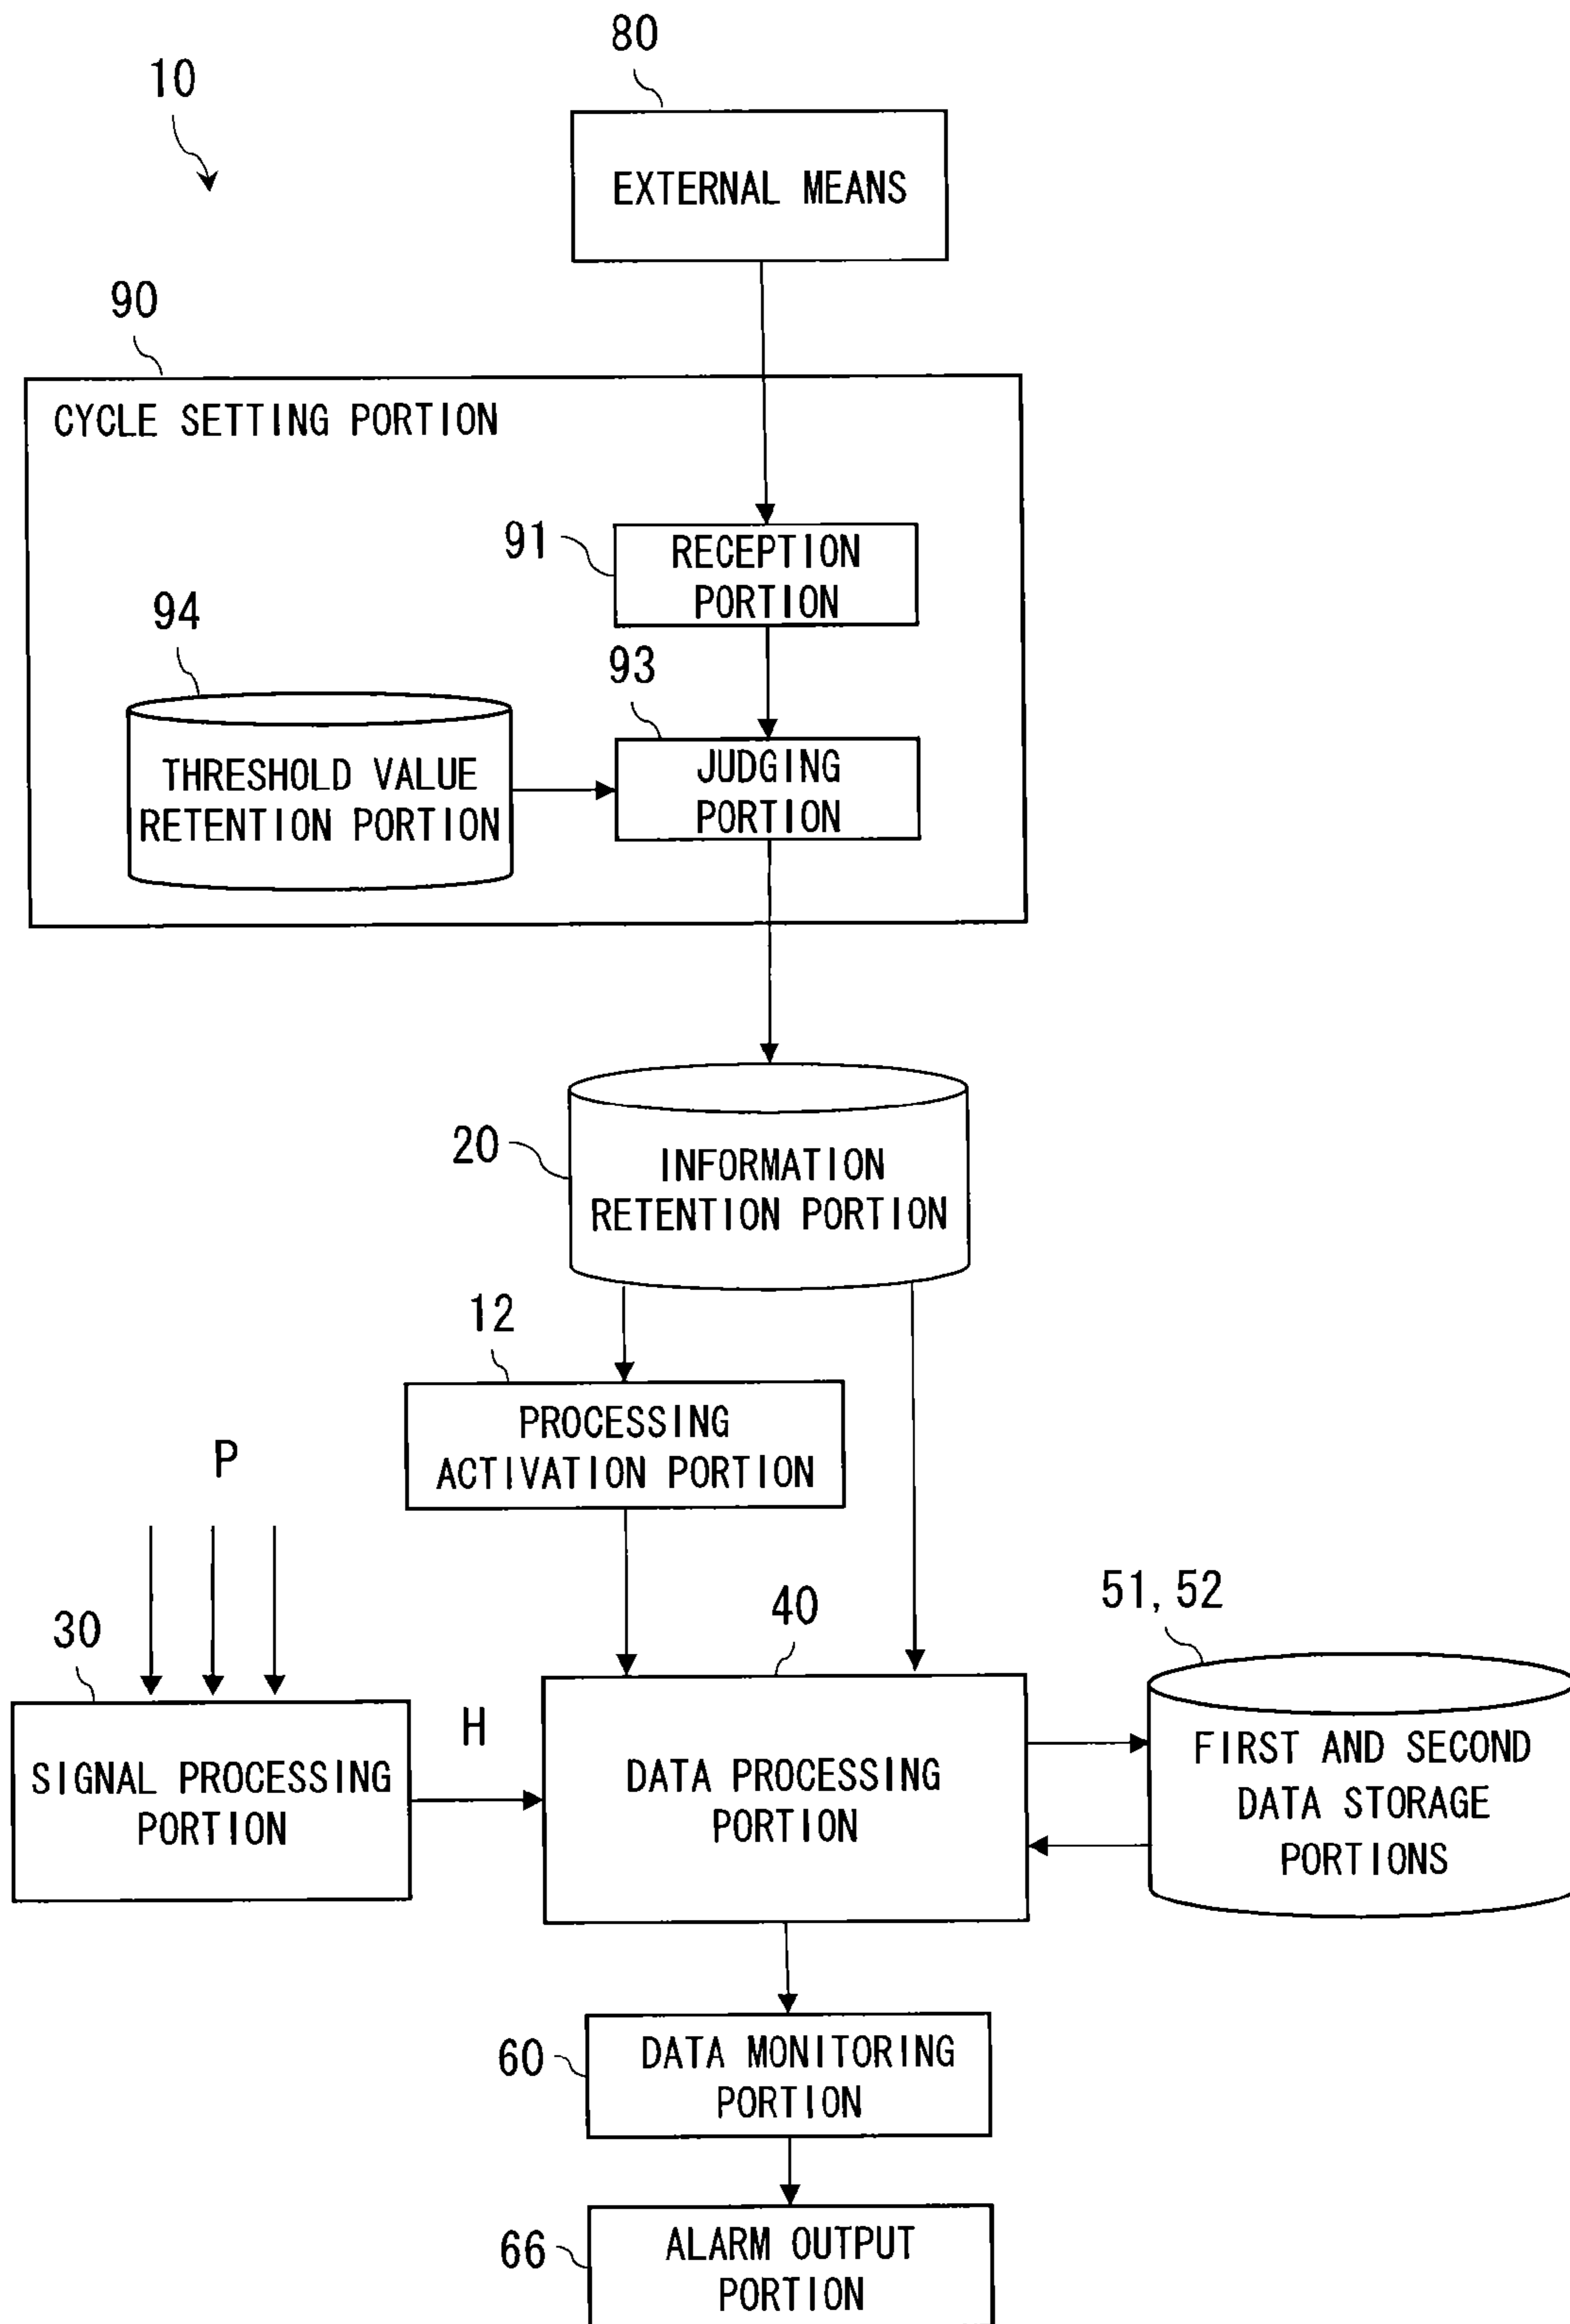 80
10
EXTERNAL MEANS
90
CYCLE SETTING PORTION
91
RECEPTION
PORTION
94
93
THRESHOLD VALUE
RETENTION PORTION
JUDGING
PORTION
20
INFORMATION
RETENTION PORTION
12
PROCESSING
ACTIVATION PORTION
P
51, 52
40
30
H
SIGNAL PROCESSING
PORTION
DATA PROCESSING
PORTION
FIRST AND SECOND
DATA STORAGE
PORTIONS
60
DATA MONITORING
PORTION
66
ALARM OUTPUT
PORTION